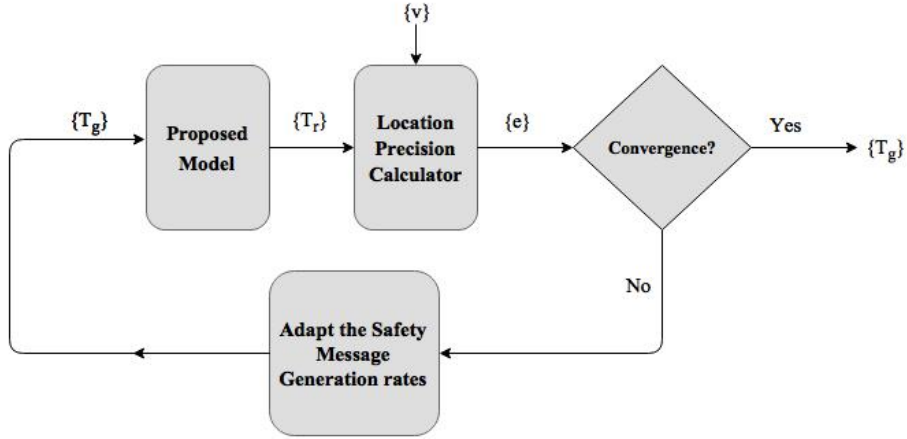 {v}
{T_g}
Proposed
Model
{T_r}
Location
Precision
Calculator
{e}
Convergence?
Yes
{T_g}
No
Adapt the Safety
Message
Generation rates